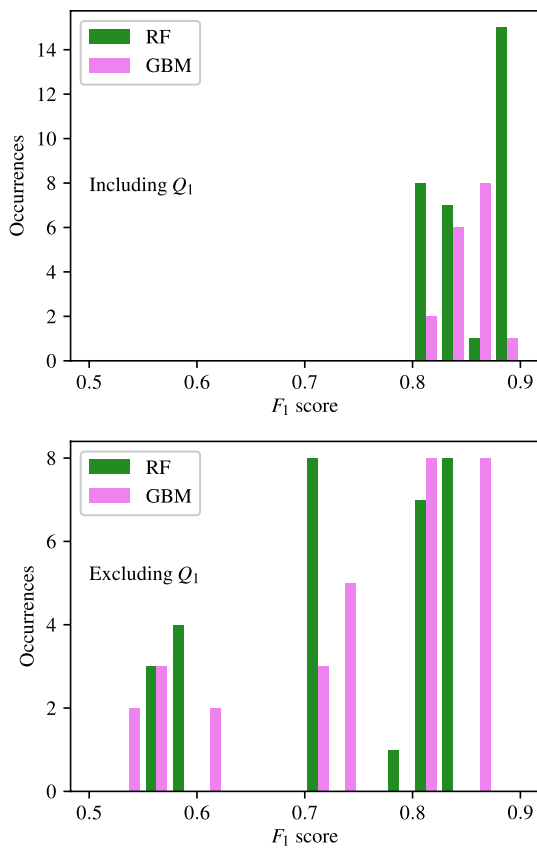 14
12
10
8
6
4
2
0
Occurrences
RF
GBM
Including Q₁
0.5 0.6 0.7 0.8 0.9
F₁ score
8
6
4
2
0
Occurrences
RF
GBM
Excluding Q₁
0.5 0.6 0.7 0.8 0.9
F₁ score